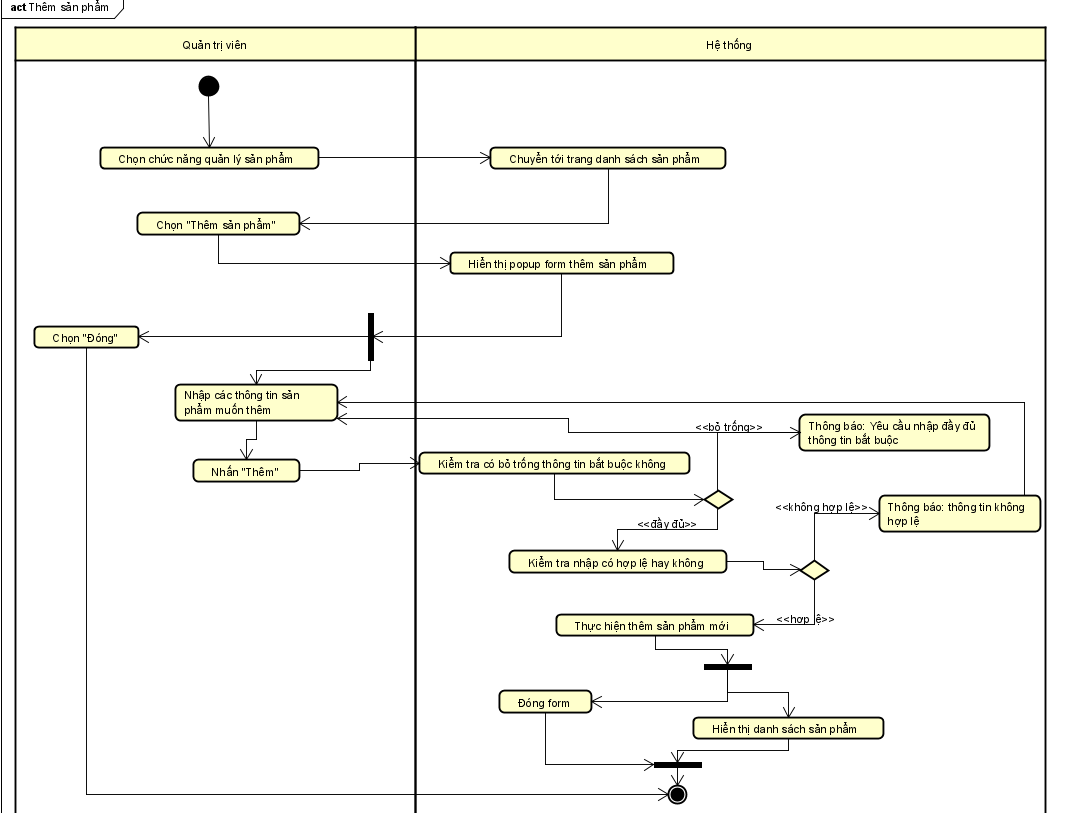 act Thêm sản phẩm
Quản trị viên
Hệ thống
Chọn chức năng quản lý sản phẩm
Chuyển tới trang danh sách sản phẩm
Chọn "Thêm sản phẩm"
Hiển thị popup form thêm sản phẩm
Chọn "Đóng"
Nhập các thông tin sản
phẩm muốn thêm
<<bỏ trống>>
Thông báo: Yêu cầu nhập đầy đủ
thông tin bắt buộc
Nhấn "Thêm"
Kiểm tra có bỏ trống thông tin bắt buộc không
<<không hợp lệ>>
Thông báo: thông tin không
hợp lệ
<<đầy đủ>>
Kiểm tra nhập có hợp lệ hay không
<<hợp lệ>>
Thực hiện thêm sản phẩm mới
Đóng form
Hiển thị danh sách sản phẩm